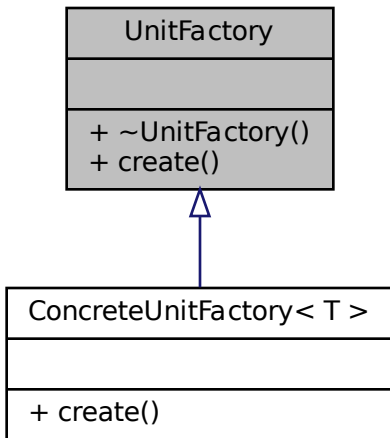 UnitFactory
+ ~UnitFactory()
+ create()
ConcreteUnitFactory< T >
+ create()